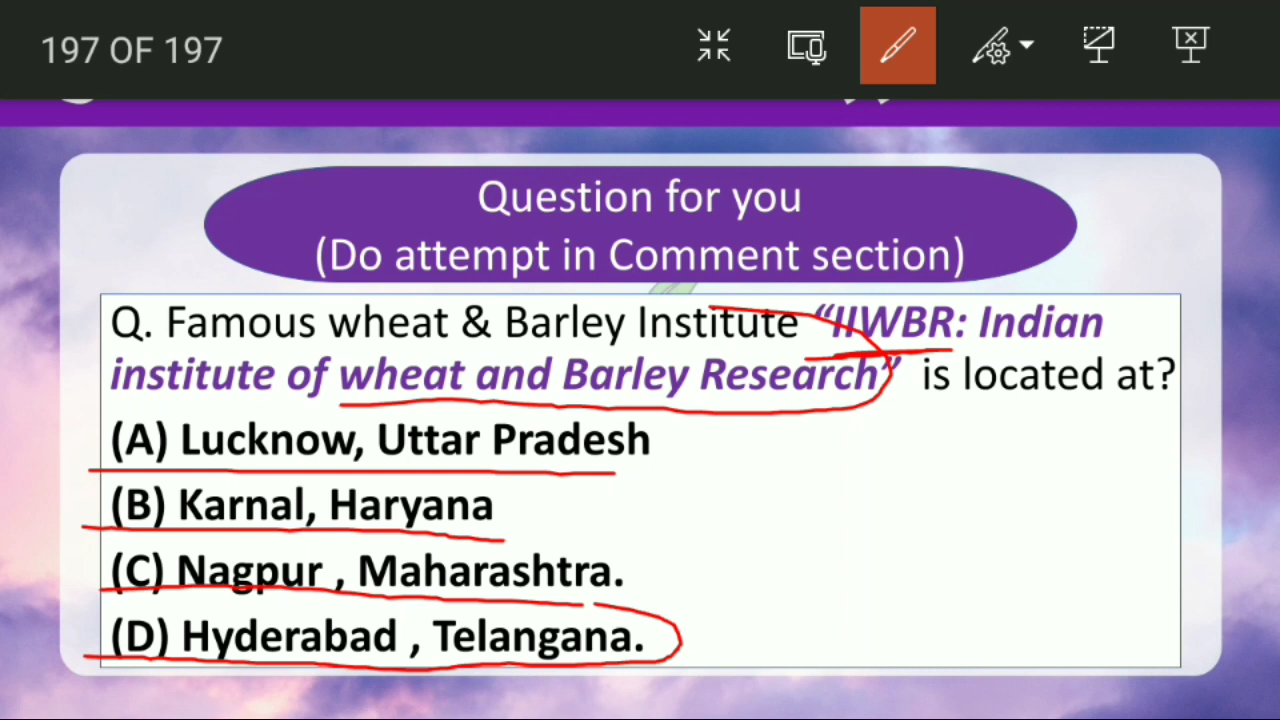 197 OF 197
Question for you
(Do attempt in Comment section)
Q. Famous wheat & Barley Institute “IIWBR: Indian
institute of wheat and Barley Research” is located at?
(A) Lucknow, Uttar Pradesh
(B) Karnal, Haryana
(C) Nagpur , Maharashtra.
(D) Hyderabad , Telangana.